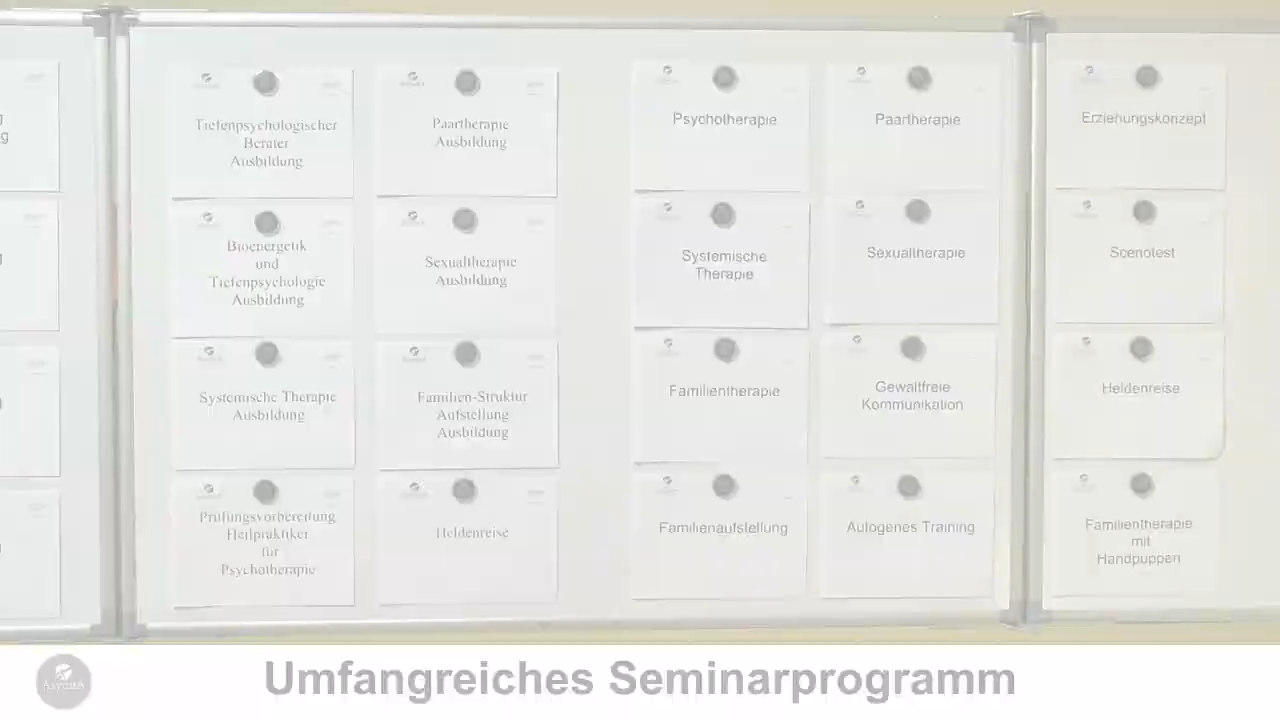 Tiefenpsychologischer
Berater
Ausbildung
Paartherapie
Ausbildung
Psychotherapie
Paartherapie
Erziehungskonzept
Bioenergetik
und
Tiefenpsychologie
Ausbildung
Sexualtherapie
Ausbildung
Systemische
Therapie
Sexualtherapie
Scenotest
Systemische Therapie
Ausbildung
Familien-Struktur
Aufstellung
Ausbildung
Familientherapie
Gewaltfreie
Kommunikation
Heldenreise
Prüfungsvorbereitung
Heilpraktiker
für
Psychotherapie
Heldenreise
Familienaufstellung
Autogenes Training
Familientherapie
mit
Handpuppen
Umfangreiches Seminarprogramm